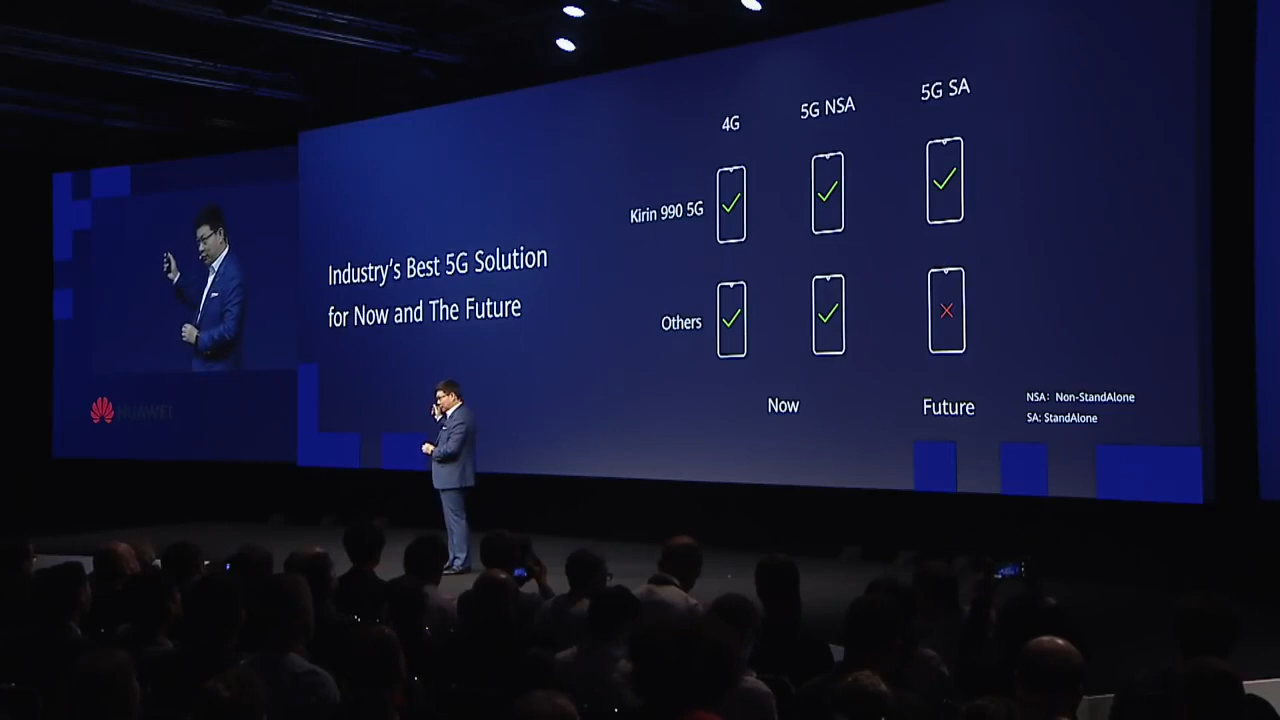 4G
5G NSA
5G SA
Kirin 990 5G
Industry's Best 5G Solution
for Now and The Future
Others
Now
Future
NSA: Non-StandAlone
SA: StandAlone
HUAWEI